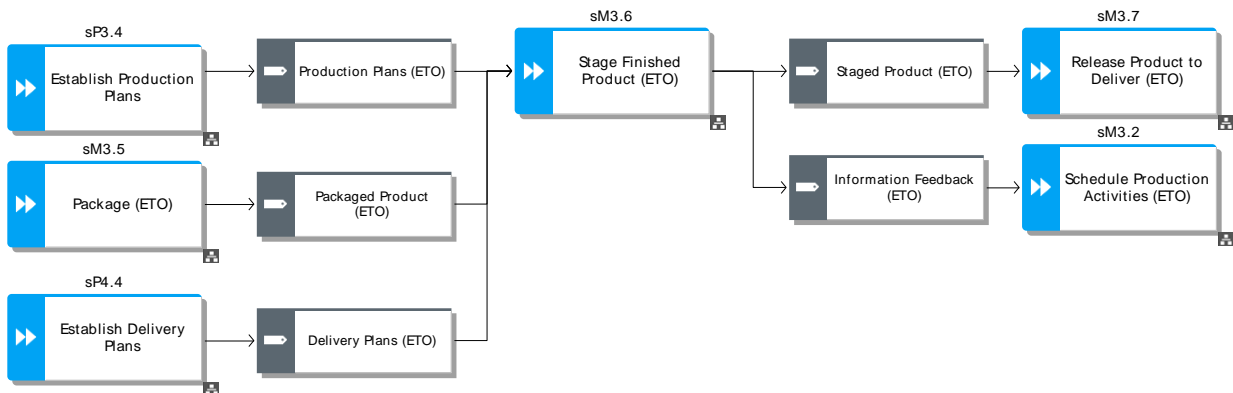 sP3.4
Establish Production
Plans
Production Plans (ETO)
sM3.6
Stage Finished
Product (ETO)
Staged Product (ETO)
sM3.7
Release Product to
Deliver (ETO)
sM3.5
Package (ETO)
Packaged Product
(ETO)
Information Feedback
(ETO)
sM3.2
Schedule Production
Activities (ETO)
sP4.4
Establish Delivery
Plans
Delivery Plans (ETO)